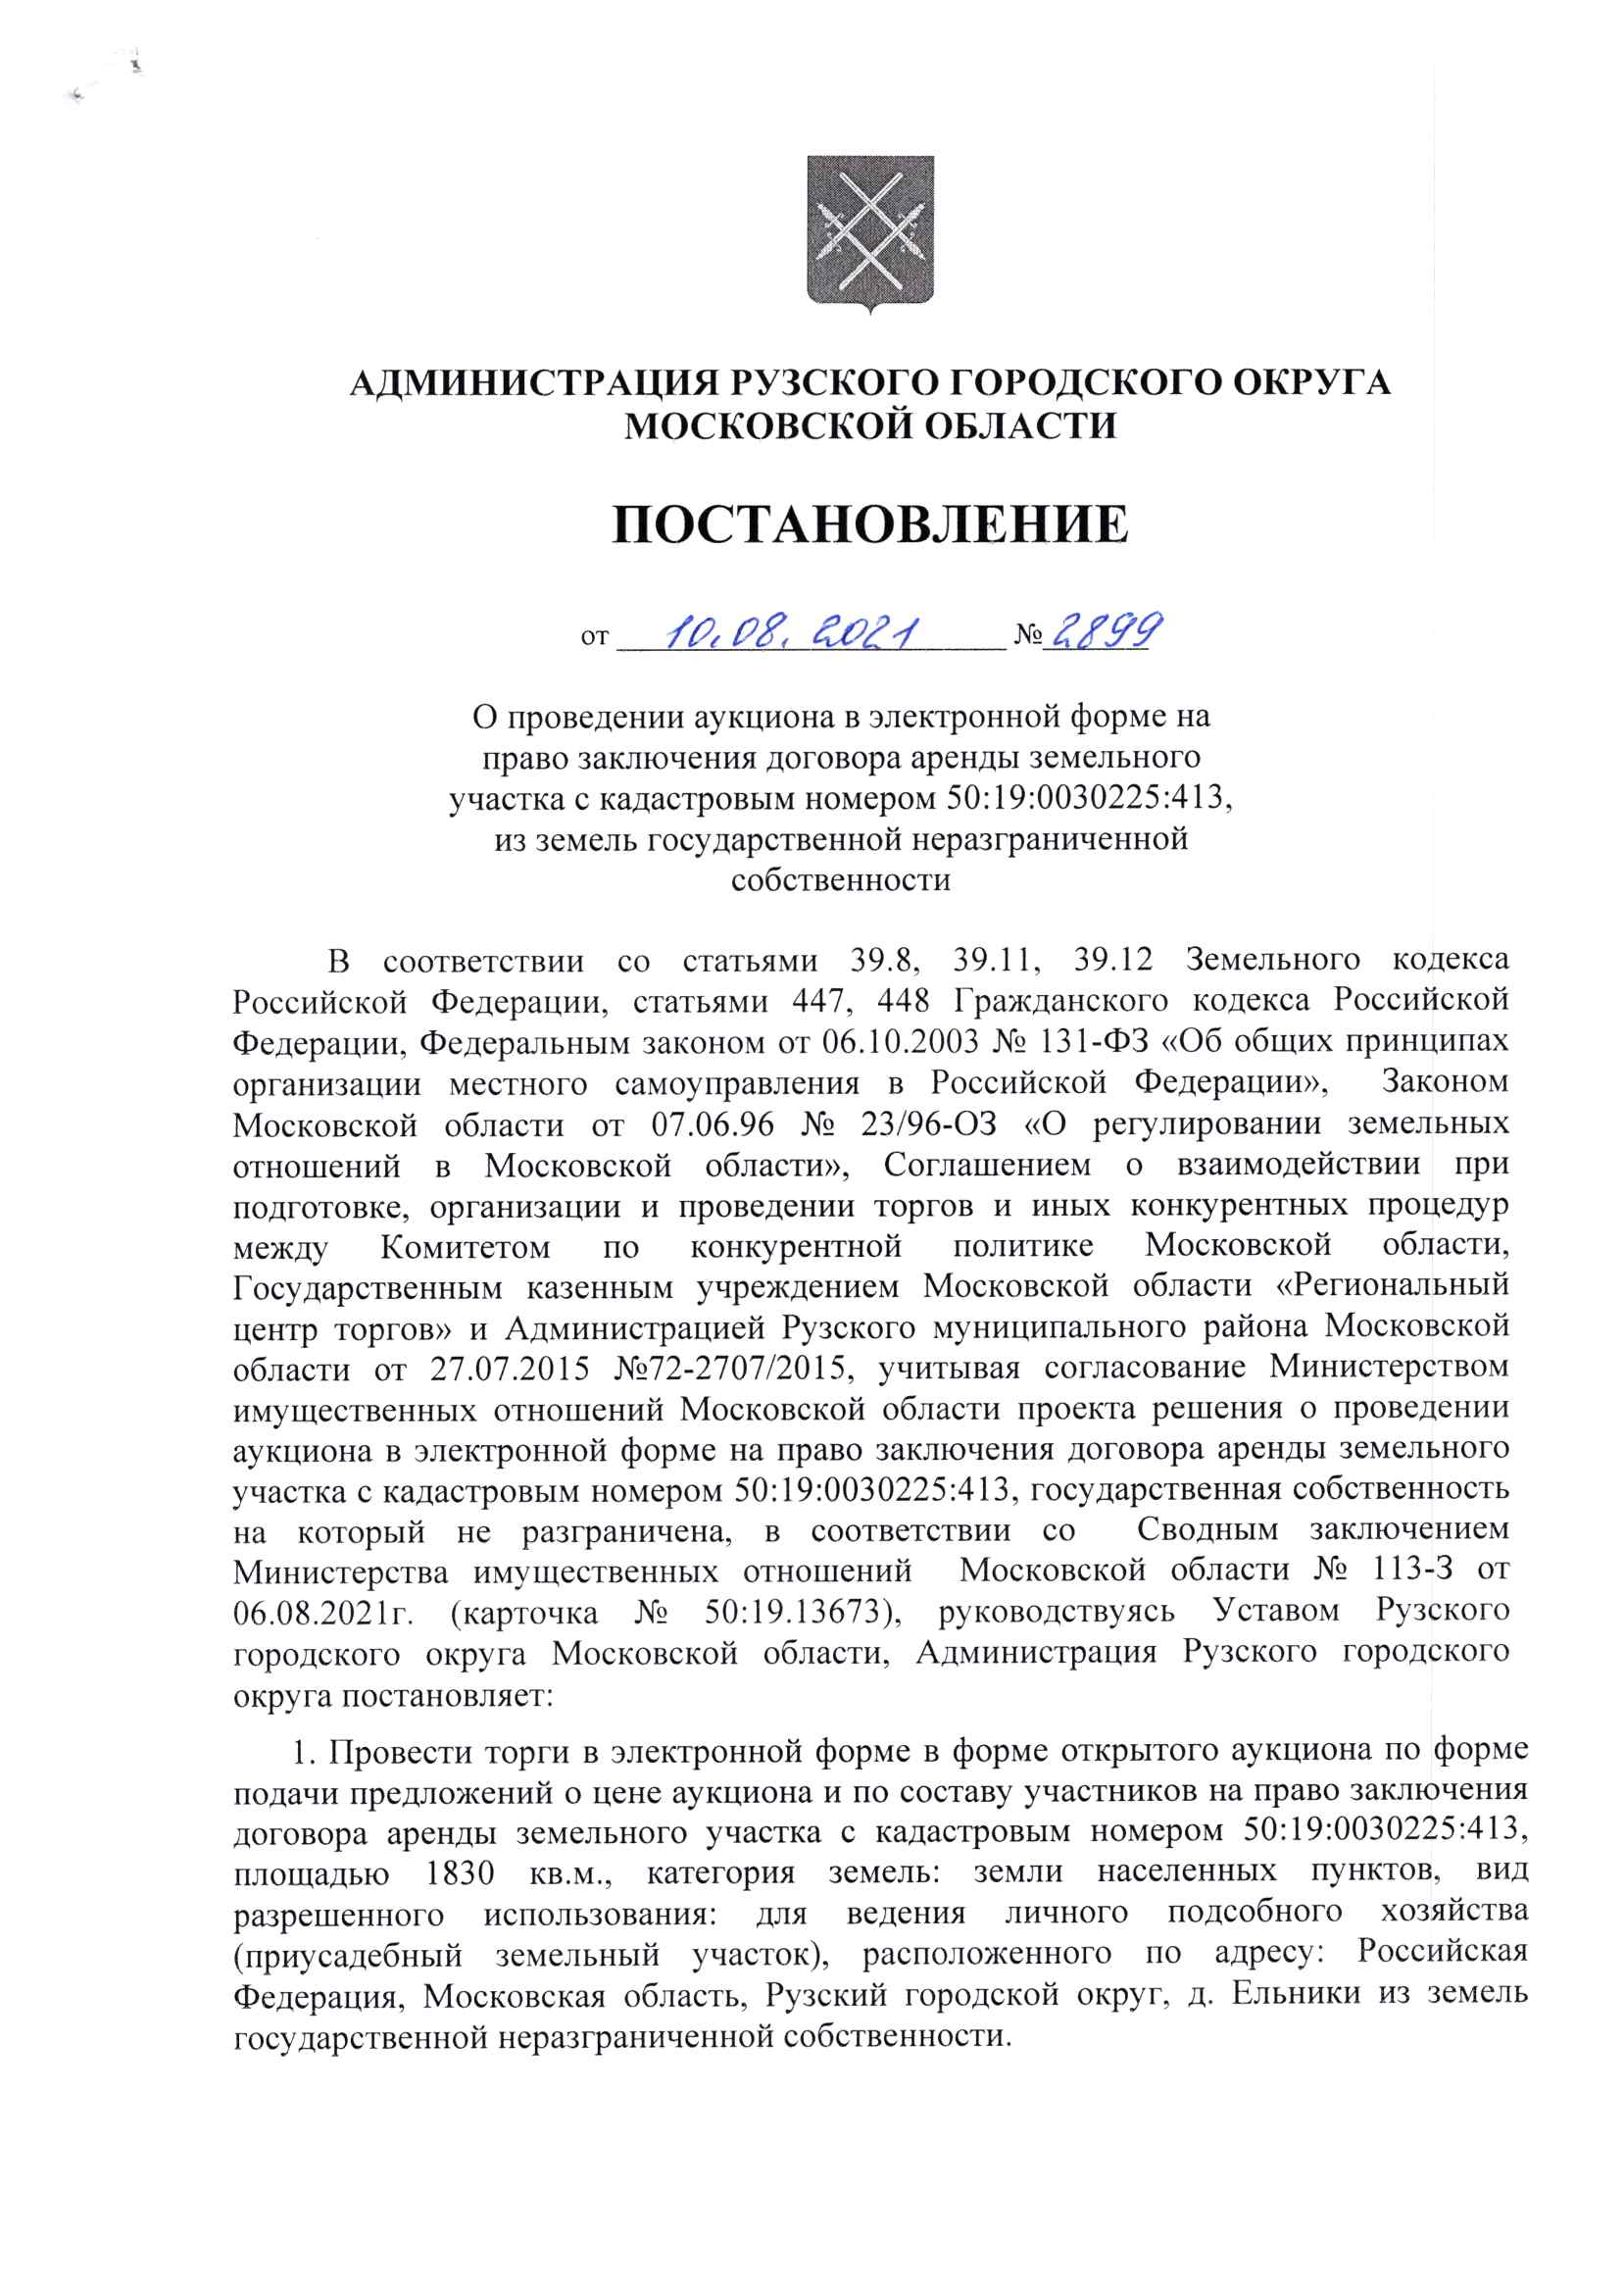 АДМИНИСТРАЦИЯ РУЗСКОГО ГОРОДСКОГО ОКРУГА
МОСКОВСКОЙ ОБЛАСТИ
ПОСТАНОВЛЕНИЕ
от 10.08.2021 № 2899
О проведении аукциона в электронной форме на
право заключения договора аренды земельного
участка с кадастровым номером 50:19:0030225:413,
из земель государственной неразграниченной
собственности
В соответствии со статьями 39.8, 39.11, 39.12 Земельного кодекса
Российской Федерации, статьями 447, 448 Гражданского кодекса Российской
Федерации, Федеральным законом от 06.10.2003 № 131-ФЗ «Об общих принципах
организации местного самоуправления в Российской Федерации», Законом
Московской области от 07.06.96 № 23/96-ОЗ «О регулировании земельных
отношений в Московской области», Соглашением о взаимодействии при
подготовке, организации и проведении торгов и иных конкурентных процедур
между Комитетом по конкурентной политике Московской области,
Государственным казенным учреждением Московской области «Региональный
центр торгов» и Администрацией Рузского муниципального района Московской
области от 27.07.2015 №72-2707/2015, учитывая согласование Министерством
имущественных отношений Московской области проекта решения о проведении
аукциона в электронной форме на право заключения договора аренды земельного
участка с кадастровым номером 50:19:0030225:413, государственная собственность
на который не разграничена, в соответствии со Сводным заключением
Министерства имущественных отношений Московской области № 113-З от
06.08.2021г. (карточка № 50:19.13673), руководствуясь Уставом Рузского
городского округа Московской области, Администрация Рузского городского
округа постановляет:
1. Провести торги в электронной форме в форме открытого аукциона по форме
подачи предложений о цене аукциона и по составу участников на право заключения
договора аренды земельного участка с кадастровым номером 50:19:0030225:413,
площадью 1830 кв.м., категория земель: земли населенных пунктов, вид
разрешенного использования: для ведения личного подсобного хозяйства
(приусадебный земельный участок), расположенного по адресу: Российская
Федерация, Московская область, Рузский городской округ, д. Ельники из земель
государственной неразграниченной собственности.